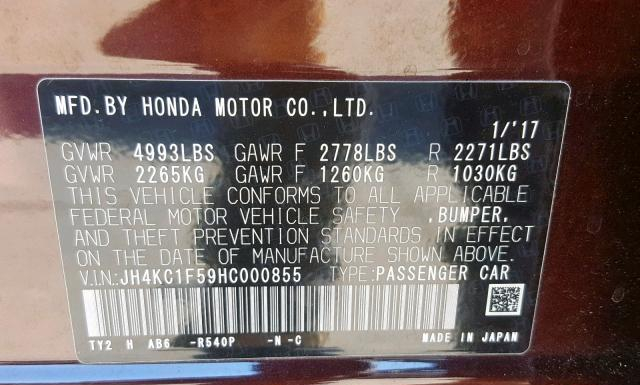 MFD.BY HONDA MOTOR CO.,LTD.
1/'17
GVWR 4993LBS GAWR F 2778LBS R 2271LBS
GVWR 2265KG GAWR F 1260KG R 1030KG
THIS VEHICLE CONFORMS TO ALL APPLICABLE
FEDERAL MOTOR VEHICLE SAFETY ,BUMPER,
AND THEFT PREVENTION STANDARDS IN EFFECT
ON THE DATE OF MANUFACTURE SHOWN ABOVE.
V.IN:JH4KC1F59HC000855 TYPE:PASSENGER CAR
TY2 H AB6 -R540P -N-C MADE IN JAPAN